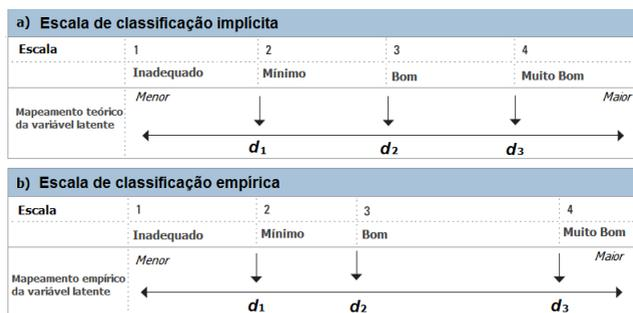 a) Escala de classificação implícita
Escala 1 2 3 4
Inadequado Mínimo Bom Muito Bom
Menor Maior
Mapeamento teórico
da variável latente
d1 d2 d3
b) Escala de classificação empírica
Escala 1 2 3 4
Inadequado Mínimo Bom Muito Bom
Menor Maior
Mapeamento empírico
da variável latente
d1 d2 d3